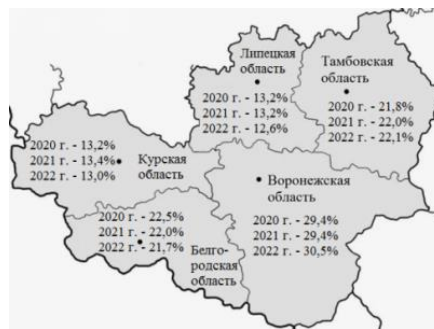 Липецкая
область
2020 г. - 13,2%
2021 г. - 13,2%
2022 г. - 12,6%
Тамбовская
область
2020 г. - 21,8%
2021 г. - 22,0%
2022 г. - 22,1%
2020 г. - 13,2%
2021 г. - 13,4%
2022 г. - 13,0%
Курская
область
Воронежская
область
2020 г. - 29,4%
2021 г. - 29,4%
2022 г. - 30,5%
2020 г. - 22,5%
2021 г. - 22,0%
2022 г. - 21,7%
Белго-
родская
область